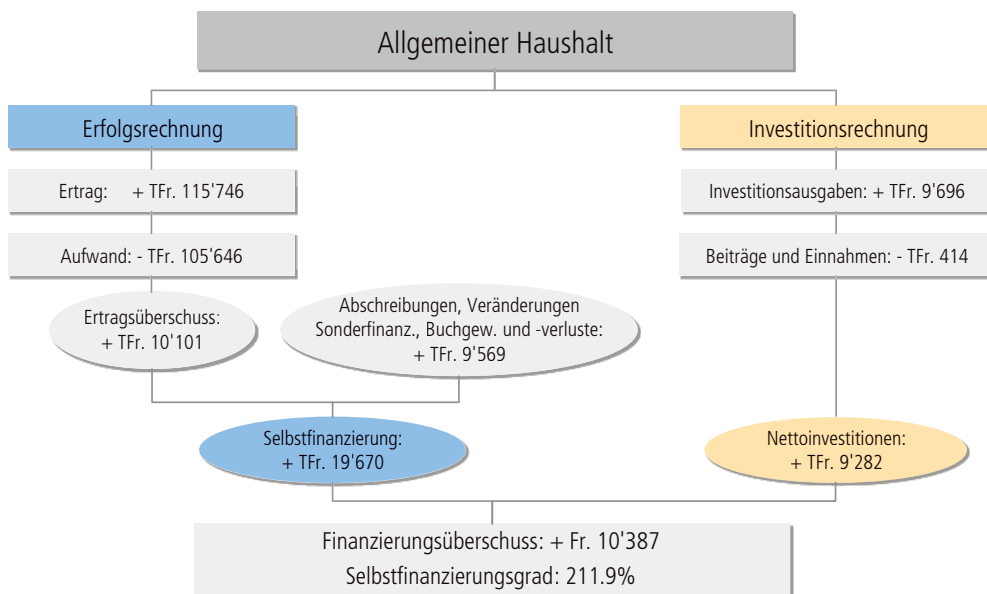 Allgemeiner Haushalt
Erfolgsrechnung
Investitionsrechnung
Ertrag: + TFr. 115'746
Investitionsausgaben: + TFr. 9'696
Aufwand: - TFr. 105'646
Beiträge und Einnahmen: - TFr. 414
Ertragsüberschuss:
+ TFr. 10'101
Abschreibungen, Veränderungen
Sonderfinanz., Buchgew. und -verluste:
+ TFr. 9'569
Selbstfinanzierung:
+ TFr. 19'670
Nettoinvestitionen:
+ TFr. 9'282
Finanzierungsüberschuss: + Fr. 10'387
Selbstfinanzierungsgrad: 211.9%